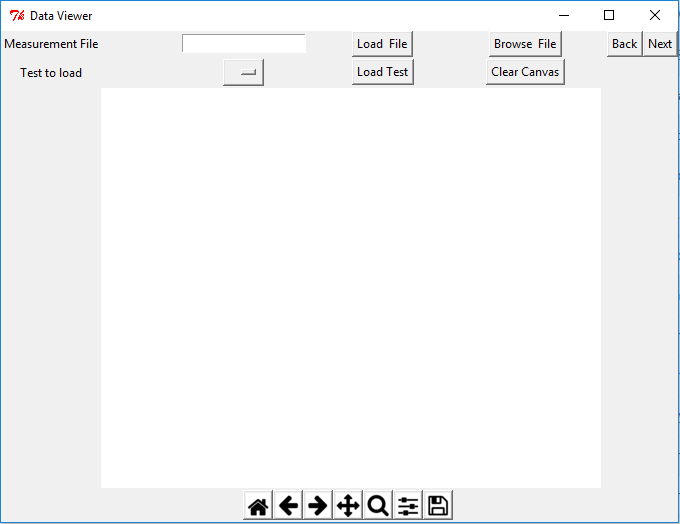 Data Viewer
Measurement File Load File Browse File Back Next
Test to load Load Test Clear Canvas